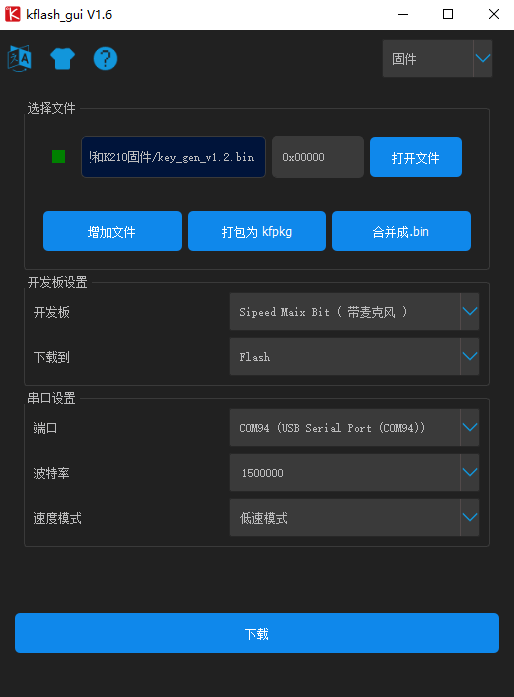 kflash_gui V1.6
固件
选择文件
和K210固件/key_gen_v1.2.bin
0x00000
打开文件
增加文件
打包为 kfpkg
合并成.bin
开发板设置
开发板
Sipeed Maix Bit ( 带麦克风 )
下载到
Flash
串口设置
端口
COM94 (USB Serial Port (COM94))
波特率
1500000
速度模式
低速模式
下载